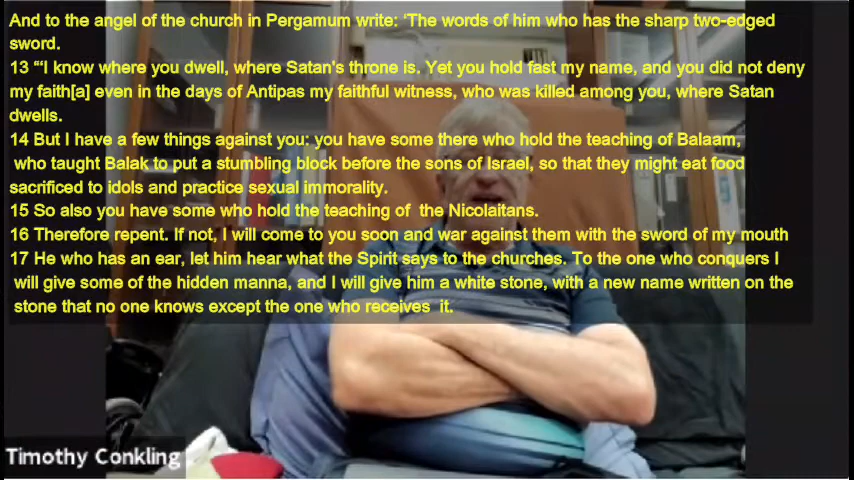 And to the angel of the church in Pergamum write: ‘The words of him who has the sharp two-edged
sword.
13 “‘I know where you dwell, where Satan's throne is. Yet you hold fast my name, and you did not deny
my faith[a] even in the days of Antipas my faithful witness, who was killed among you, where Satan
dwells.
14 But I have a few things against you: you have some there who hold the teaching of Balaam,
who taught Balak to put a stumbling block before the sons of Israel, so that they might eat food
sacrificed to idols and practice sexual immorality.
15 So also you have some who hold the teaching of the Nicolaitans.
16 Therefore repent. If not, I will come to you soon and war against them with the sword of my mouth
17 He who has an ear, let him hear what the Spirit says to the churches. To the one who conquers I
will give some of the hidden manna, and I will give him a white stone, with a new name written on the
stone that no one knows except the one who receives it.
Timothy Conkling